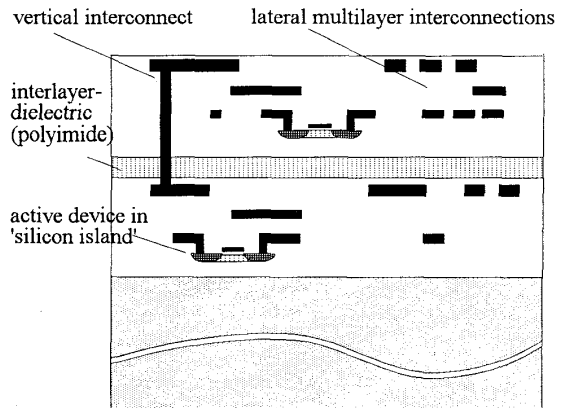 vertical interconnect
lateral multilayer interconnections
interlayer-
dielectric
(polyimide)
active device in
'silicon island'